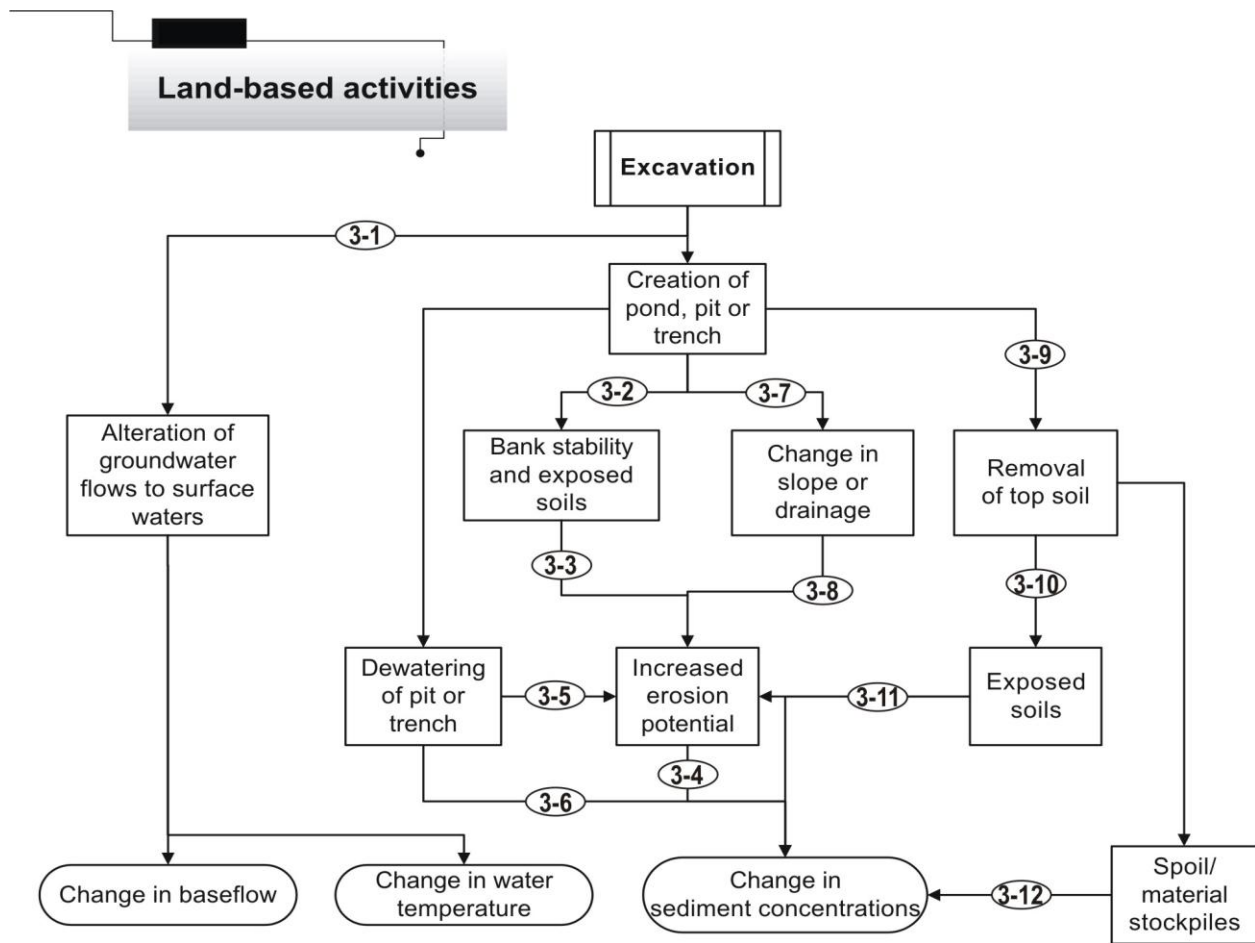 Land-based activities
Excavation
3-1
Creation of
pond, pit or
trench
3-9
3-2
3-7
Alteration of
groundwater
flows to surface
waters
Bank stability
and exposed
soils
Change in
slope or
drainage
Removal
of top soil
3-3
3-8
3-10
Dewatering
of pit or
trench
3-5
Increased
erosion
potential
3-11
Exposed
soils
3-4
3-6
Change in baseflow
Change in water
temperature
Change in
sediment concentrations
3-12
Spoil/
material
stockpiles